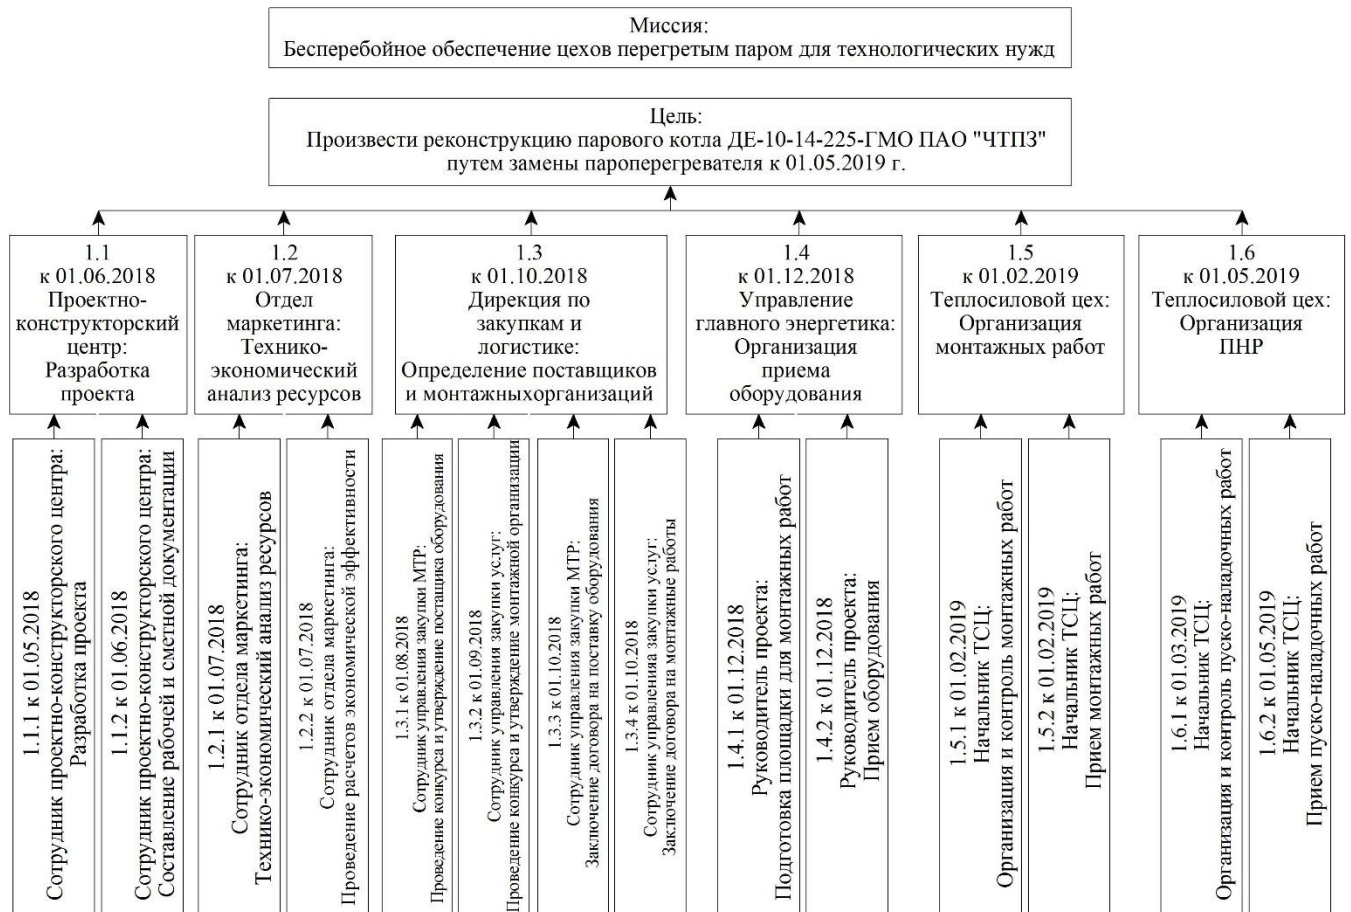 Миссия:
Бесперебойное обеспечение цехов перегретым паром для технологических нужд
Цель:
Произвести реконструкцию парового котла ДЕ-10-14-225-ГМО ПАО "ЧТПЗ"
путем замены пароперегревателя к 01.05.2019 г.
1.1
к 01.06.2018
Проектно-
конструкторский
центр:
Разработка
проекта
1.2
к 01.07.2018
Отдел
маркетинга:
Технико-
экономический
анализ ресурсов
1.3
к 01.10.2018
Дирекция по
закупкам и
логистике:
Определение поставщиков
и монтажныхорганизаций
1.4
к 01.12.2018
Управление
главного энергетика:
Организация
приема
оборудования
1.5
к 01.02.2019
Теплосиловой цех:
Организация
монтажных работ
1.6
к 01.05.2019
Теплосиловой цех:
Организация
ПНР
1.1.1 к 01.05.2018
Сотрудник проектно-конструкторского центра:
Разработка проекта
1.1.2 к 01.06.2018
Сотрудник проектно-конструкторского центра:
Составление рабочей и сметной документации
1.2.1 к 01.07.2018
Сотрудник отдела маркетинга:
Технико-экономический анализ ресурсов
1.2.2 к 01.07.2018
Сотрудник отдела маркетинга:
Проведение расчетов экономической эффективности
1.3.1 к 01.08.2018
Сотрудник управления закупки МТР:
Проведение конкурса и утверждение поставщика оборудования
1.3.2 к 01.09.2018
Сотрудник управления закупки услуг:
Проведение конкурса и утверждение монтажной организации
1.3.3 к 01.10.2018
Сотрудник управления закупки МТР:
Заключение договора на поставку оборудования
1.3.4 к 01.10.2018
Сотрудник управленияа закупки услуг:
Заключение договора на монтажные работы
1.4.1 к 01.12.2018
Руководитель проекта:
Подготовка площадки для монтажных работ
1.4.2 к 01.12.2018
Руководитель проекта:
Прием оборудования
1.5.1 к 01.02.2019
Начальник ТСЦ:
Организация и контроль монтажных работ
1.5.2 к 01.02.2019
Начальник ТСЦ:
Прием монтажных работ
1.6.1 к 01.03.2019
Начальник ТСЦ:
Организация и контроль пуско-наладочных работ
1.6.2 к 01.05.2019
Начальник ТСЦ:
Прием пуско-наладочных работ